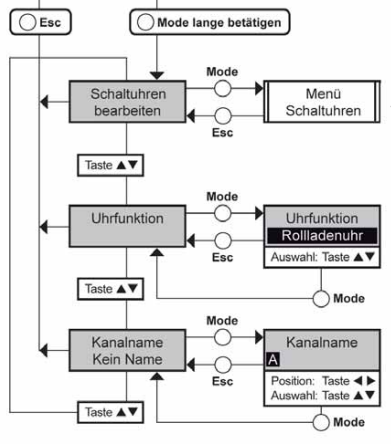 Esc
Mode lange betätigen
Schaltuhren
bearbeiten
Mode
Esc
Menü
Schaltuhren
Taste ▲▼
Uhrfunktion
Mode
Esc
Uhrfunktion
Rollladenuhr
Auswahl: Taste ▲▼
Mode
Taste ▲▼
Kanalname
Kein Name
Mode
Esc
Kanalname
A
Position: Taste ◀▶
Auswahl: Taste ▲▼
Mode
Taste ▲▼